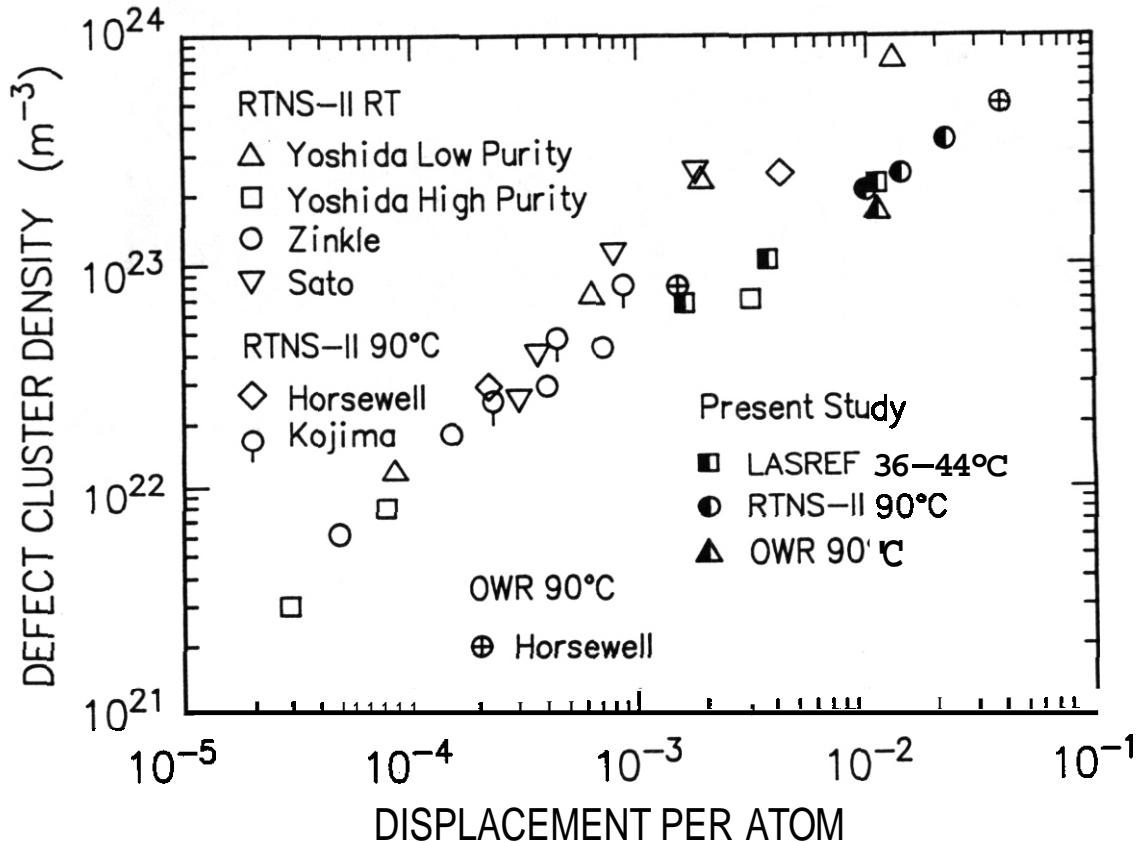 10^24
10^23
10^22
10^21
DEFECT CLUSTER DENSITY (m^−3)
RTNS−II RT
△ Yoshida Low Purity
□ Yoshida High Purity
○ Zinkle
▽ Sato
RTNS−II 90°C
◇ Horsewell
Kojima
OWR 90°C
⊕ Horsewell
Present Study
LASREF 36−44°C
RTNS−II 90°C
OWR 90°C
10^−5 10^−4 10^−3 10^−2 10^−1
DISPLACEMENT PER ATOM